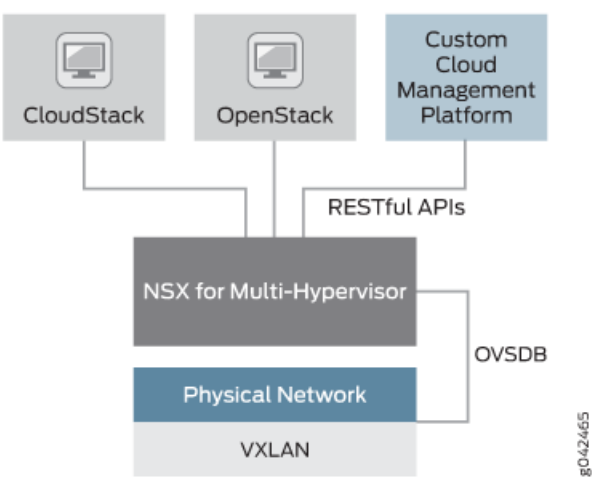 CloudStack
OpenStack
Custom
Cloud
Management
Platform
RESTful APIs
NSX for Multi-Hypervisor
OVSDB
Physical Network
VXLAN
g042465